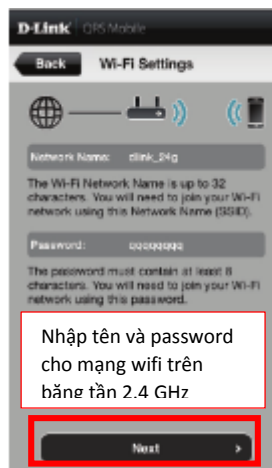 D-Link QRS Mobile
Back Wi-Fi Settings
Network Name: dlink_24g
The Wi-Fi Network Name is up to 32
characters. You will need to join your Wi-Fi
network using this Network Name (SSID).
Password: qqqqqqqq
The password must contain at least 8
characters. You will need to join your Wi-Fi
network using this password.
Nhập tên và password
cho mạng wifi trên
băng tần 2.4 GHz
Next